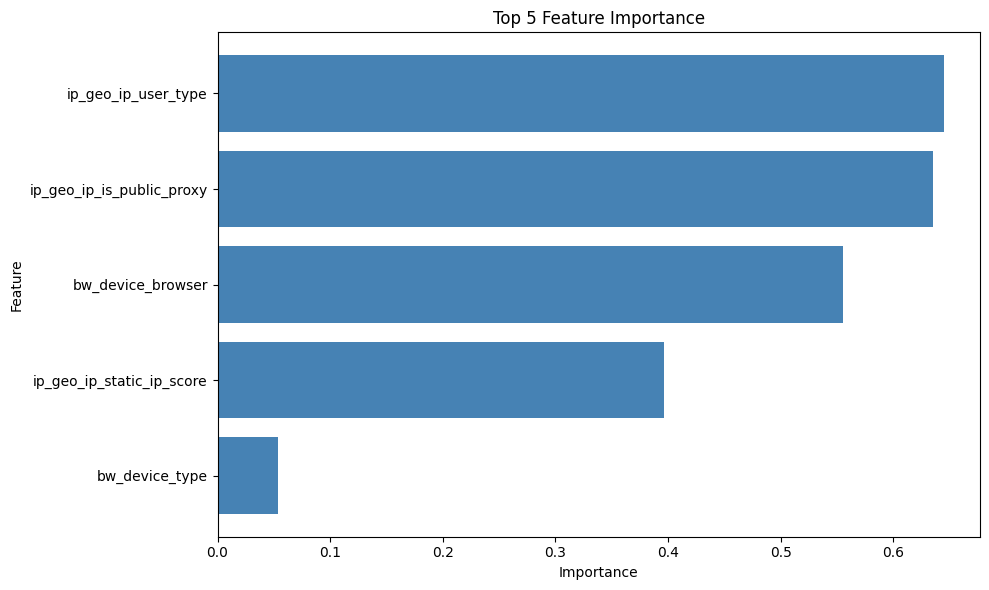 Top 5 Feature Importance
ip_geo_ip_user_type
ip_geo_ip_is_public_proxy
bw_device_browser
ip_geo_ip_static_ip_score
bw_device_type
Feature
0.0 0.1 0.2 0.3 0.4 0.5 0.6
Importance